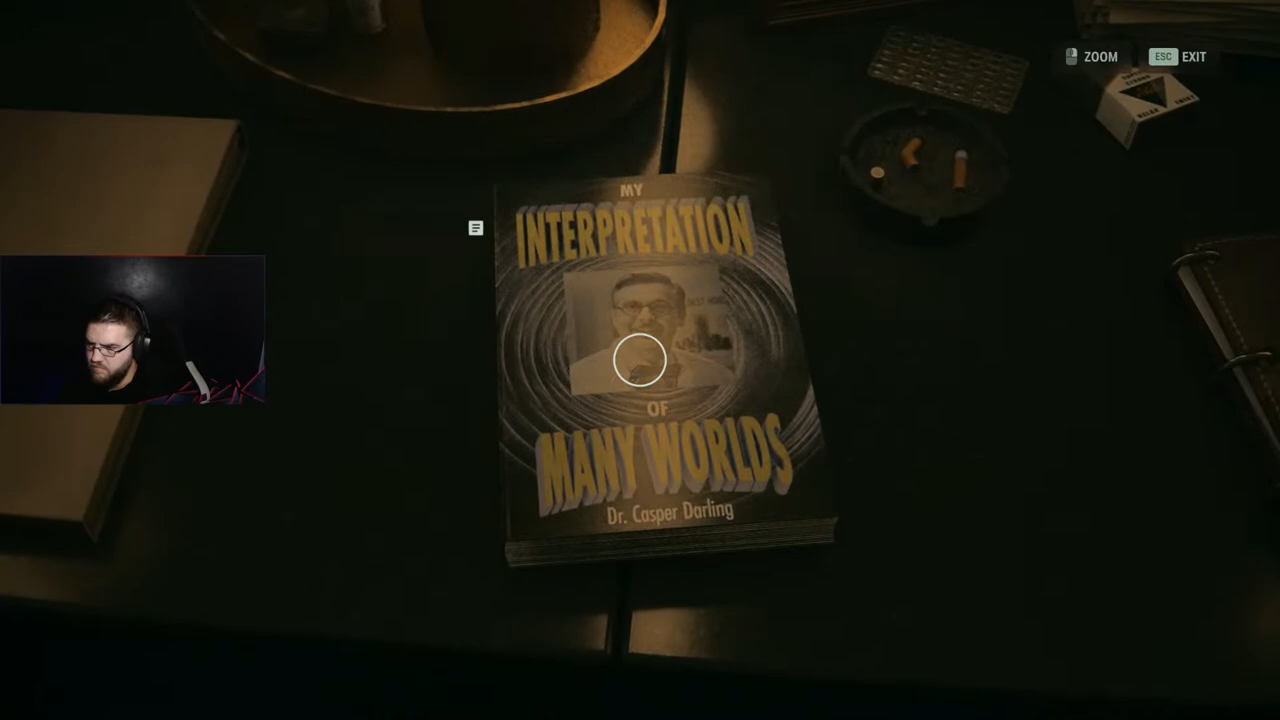 ZOOM
ESC EXIT
MY
INTERPRETATION
OF
MANY WORLDS
Dr. Casper Darling